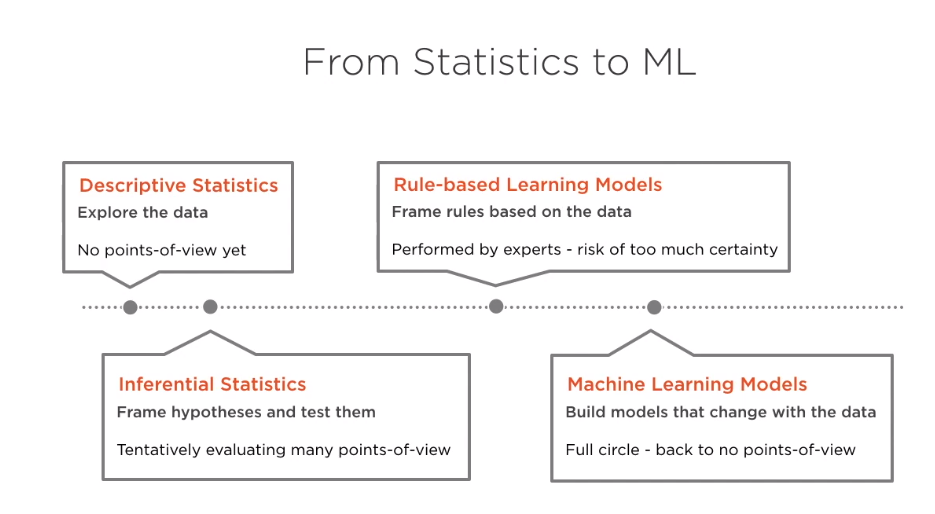 From Statistics to ML
Descriptive Statistics
Explore the data
No points-of-view yet
Rule-based Learning Models
Frame rules based on the data
Performed by experts - risk of too much certainty
Inferential Statistics
Frame hypotheses and test them
Tentatively evaluating many points-of-view
Machine Learning Models
Build models that change with the data
Full circle - back to no points-of-view